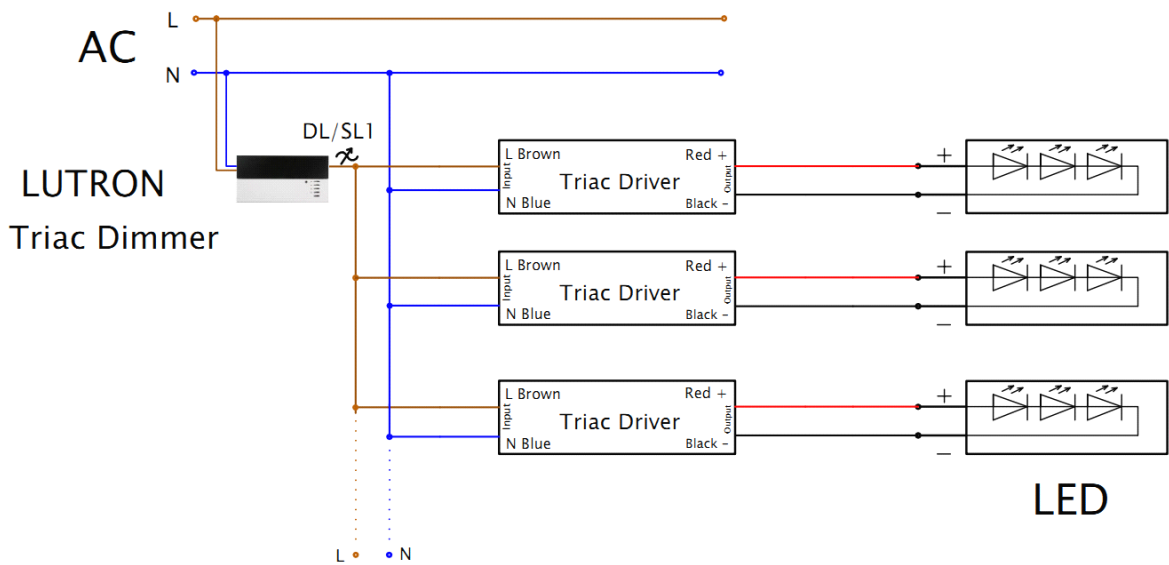 L
AC
N
DL/SL1
LUTRON
Triac Dimmer
L Brown
Red +
Input
Triac Driver
Output
N Blue
Black -
+
-
L Brown
Red +
Input
Triac Driver
Output
N Blue
Black -
+
-
L Brown
Red +
Input
Triac Driver
Output
N Blue
Black -
+
-
LED
L
N